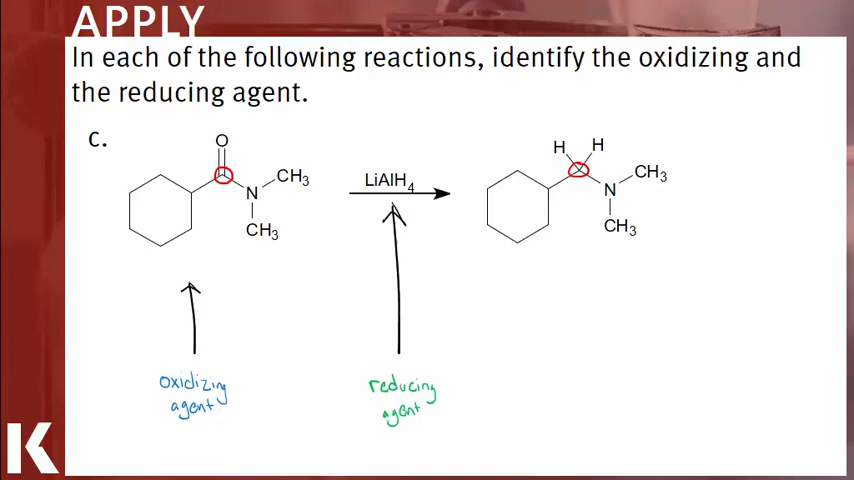 APPLY
In each of the following reactions, identify the oxidizing and
the reducing agent.
C.
O
N
CH3
CH3
LiAlH4
H H
N
CH3
CH3
oxidizing
agent
reducing
agent
K